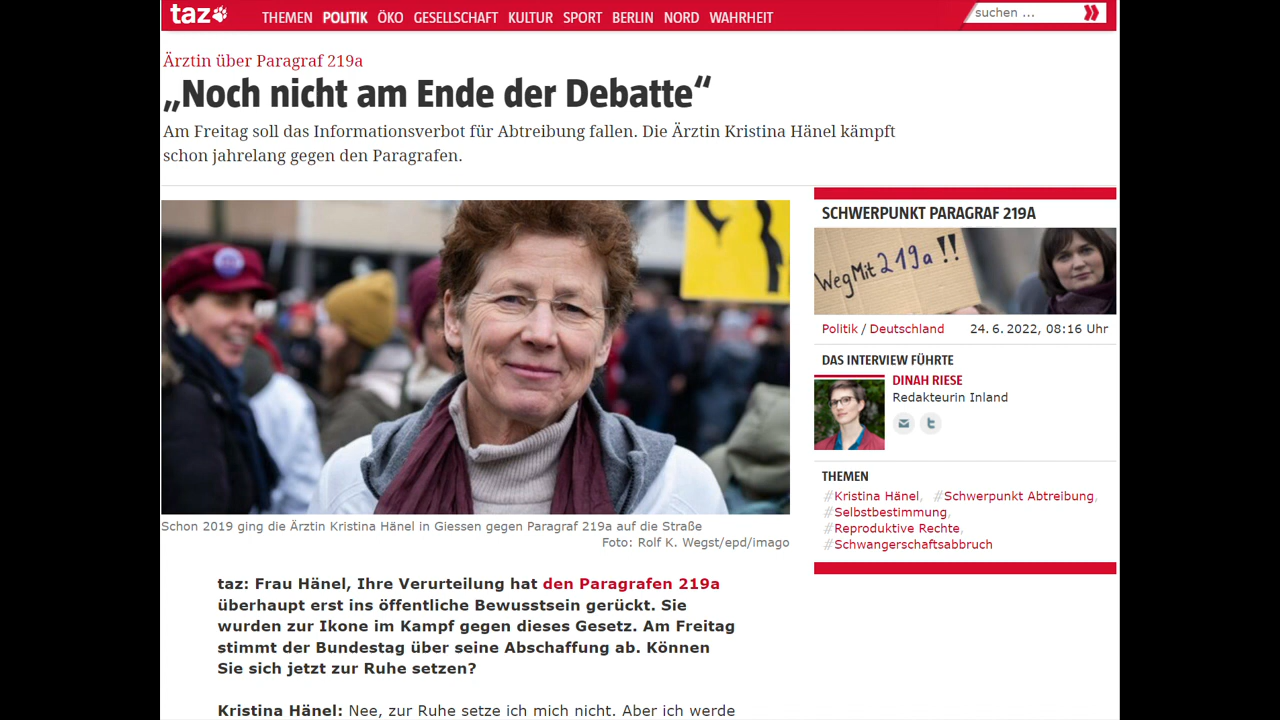 taz
THEMEN POLITIK ÖKO GESELLSCHAFT KULTUR SPORT BERLIN NORD WAHRHEIT
suchen ...
Ärztin über Paragraf 219a
„Noch nicht am Ende der Debatte“
Am Freitag soll das Informationsverbot für Abtreibung fallen. Die Ärztin Kristina Hänel kämpft
schon jahrelang gegen den Paragrafen.
Schon 2019 ging die Ärztin Kristina Hänel in Giessen gegen Paragraf 219a auf die Straße
Foto: Rolf K. Wegst/epd/imago
taz: Frau Hänel, Ihre Verurteilung hat den Paragrafen 219a
überhaupt erst ins öffentliche Bewusstsein gerückt. Sie
wurden zur Ikone im Kampf gegen dieses Gesetz. Am Freitag
stimmt der Bundestag über seine Abschaffung ab. Können
Sie sich jetzt zur Ruhe setzen?
Kristina Hänel: Nee, zur Ruhe setze ich mich nicht. Aber ich werde
SCHWERPUNKT PARAGRAF 219A
Weg Mit 219a!!
Politik / Deutschland 24. 6. 2022, 08:16 Uhr
DAS INTERVIEW FÜHRTE
DINAH RIESE
Redakteurin Inland
THEMEN
#Kristina Hänel, #Schwerpunkt Abtreibung,
#Selbstbestimmung,
#Reproduktive Rechte,
#Schwangerschaftsabbruch